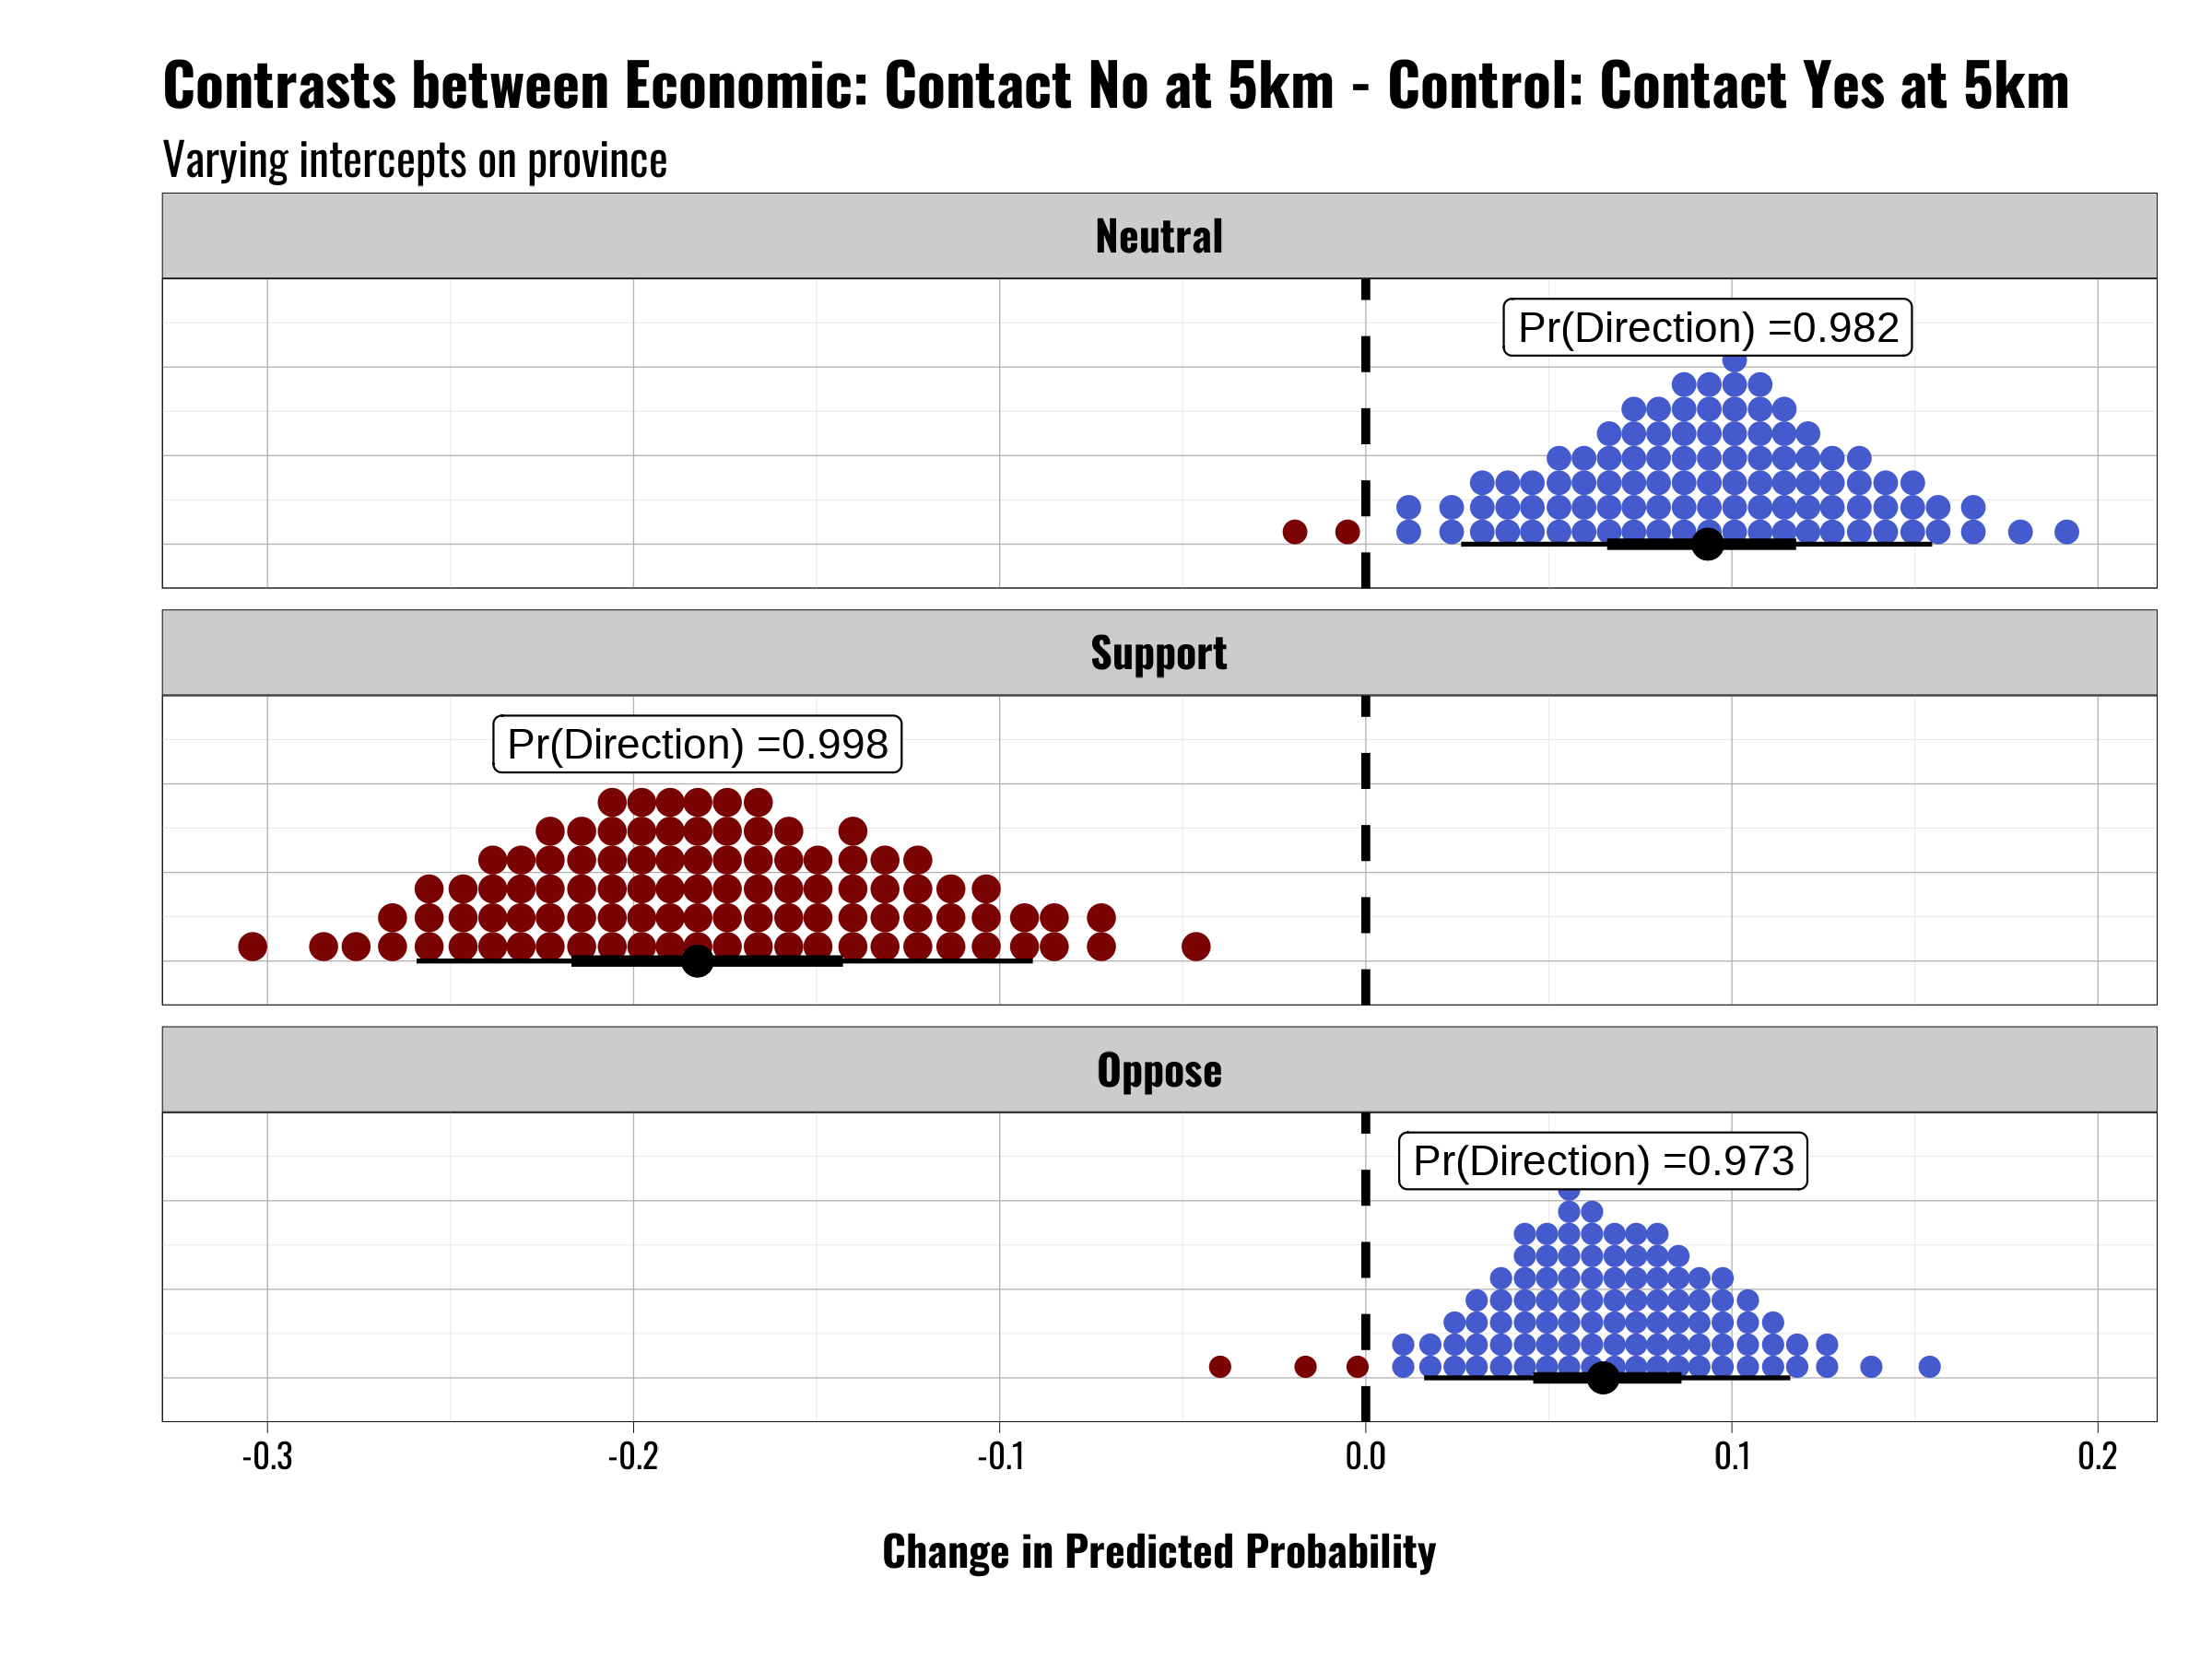 Contrasts between Economic: Contact No at 5km - Control: Contact Yes at 5km
Varying intercepts on province
Neutral
Pr(Direction) =0.982
Support
Pr(Direction) =0.998
Oppose
Pr(Direction) =0.973
-0.3 -0.2 -0.1 0.0 0.1 0.2
Change in Predicted Probability